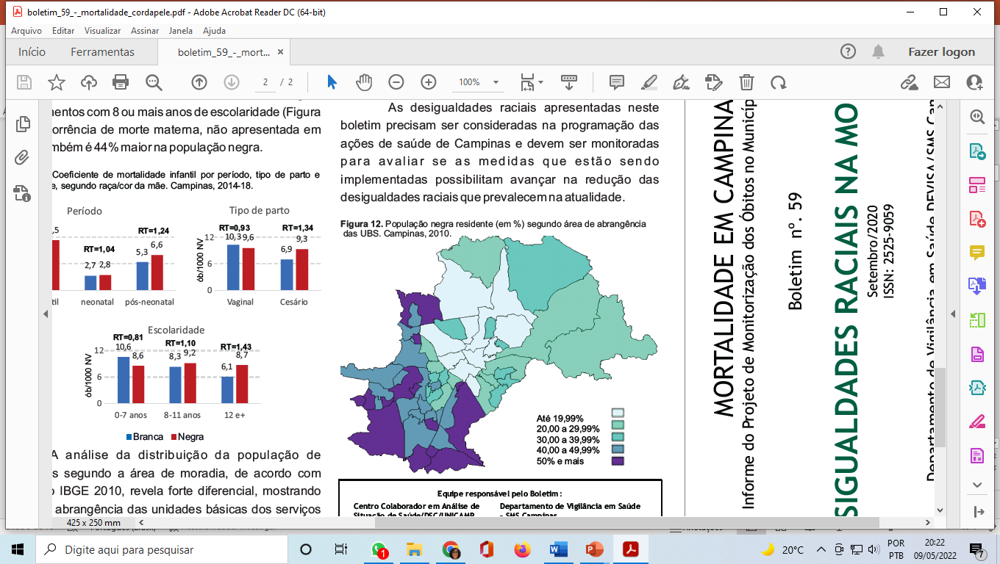 boletim_59_-_mortalidade_cordapele.pdf - Adobe Acrobat Reader DC (64-bit)
Arquivo Editar Visualizar Assinar Janela Ajuda
Início Ferramentas boletim_59_-_mort... × Fazer logon
2 / 2 100%
mentos com 8 ou mais anos de escolaridade (Figura
orrência de morte materna, não apresentada em
mbém é 44% maior na população negra.
Coeficiente de mortalidade infantil por período, tipo de parto e
e, segundo raça/cor da mãe. Campinas, 2014-18.
Período
,5
RT=1,04
2,7 2,8
RT=1,24
5,3 6,6
til neonatal pós-neonatal
Tipo de parto
ób/1000 NV
12
6
0
RT=0,93
10,3 9,6
RT=1,34
6,9 9,3
Vaginal Cesário
Escolaridade
ób/1000 NV
12
6
0
RT=0,81
10,6 8,6
RT=1,10
8,3 9,2
RT=1,43
6,1 8,7
0-7 anos 8-11 anos 12 e+
Branca Negra
A análise da distribuição da população de
s segundo a área de moradia, de acordo com
o IBGE 2010, revela forte diferencial, mostrando
abrangência das unidades básicas dos serviços
As desigualdades raciais apresentadas neste
boletim precisam ser consideradas na programação das
ações de saúde de Campinas e devem ser monitoradas
para avaliar se as medidas que estão sendo
implementadas possibilitam avançar na redução das
desigualdades raciais que prevalecem na atualidade.
Figura 12. População negra residente (em %) segundo área de abrangência
das UBS. Campinas, 2010.
Até 19,99%
20,00 a 29,99%
30,00 a 39,99%
40,00 a 49,99%
50% e mais
Equipe responsável pelo Boletim :
Centro Colaborador em Análise de
Situação de Saúde/DSC/UNICAMP
Departamento de Vigilância em Saúde
- SMS Campinas
MORTALIDADE EM CAMPINA
Informe do Projeto de Monitorização dos Óbitos no Municíp
Boletim nº. 59
SIGUALDADES RACIAIS NA MO
Setembro/2020
ISSN: 2525-9059
Departamento de Vigilância em Saúde DEVISA/SMS Cam
425 x 250 mm
Digite aqui para pesquisar
1
20°C
POR
PTB
20:22
09/05/2022
7